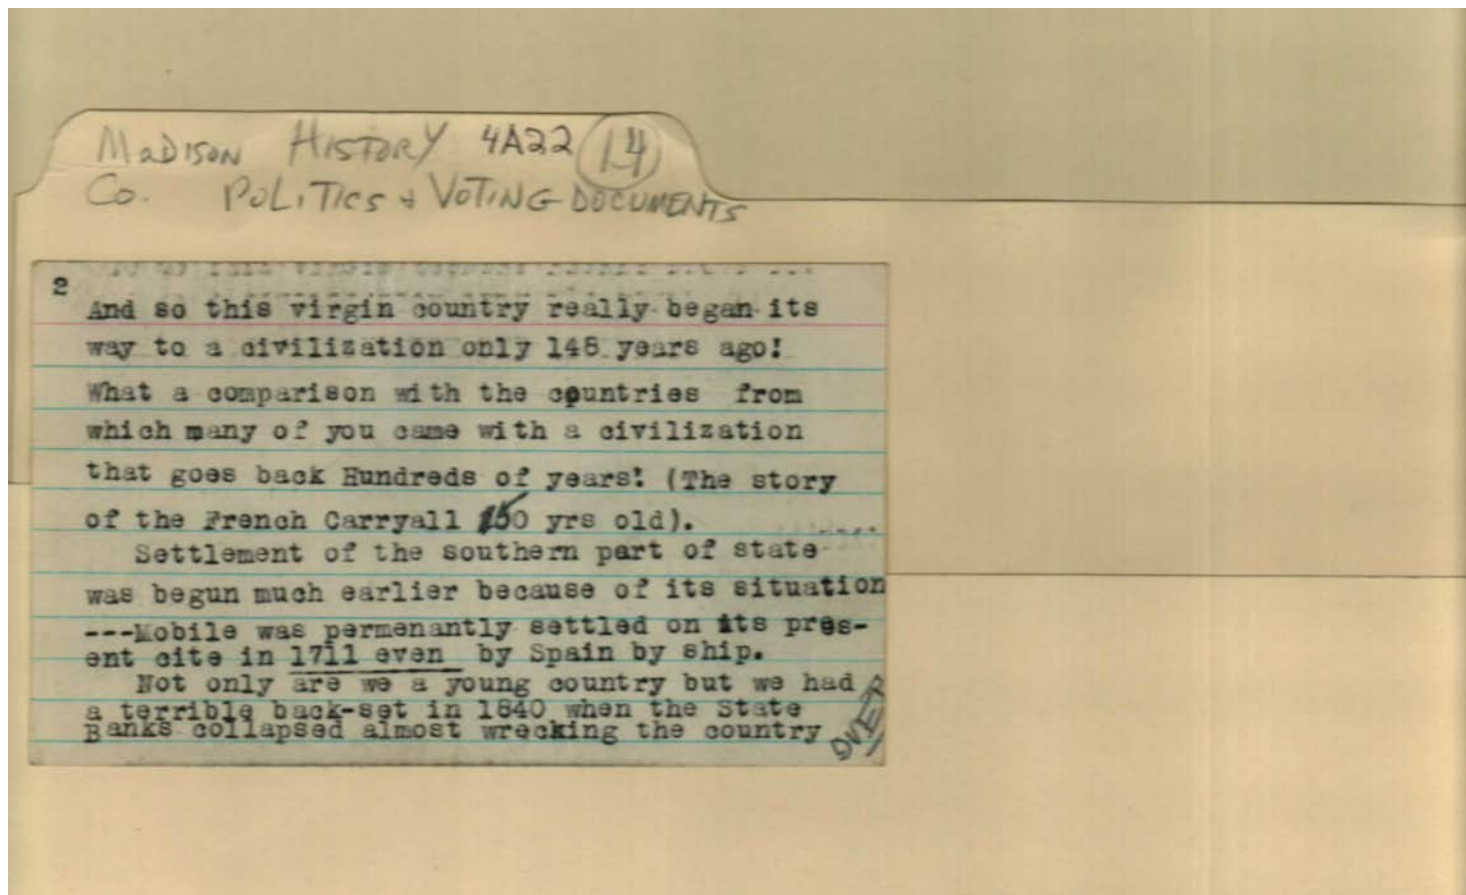 MaDISON HISTORY 4A22 14
Co. POLITICS & VOTING DOCUMENTS
2
And so this virgin country really began its
way to a civilization only 148 years ago!
What a comparison with the countries from
which many of you came with a civilization
that goes back Hundreds of years! (The story
of the French Carryall 150 yrs old).
Settlement of the southern part of state
was begun much earlier because of its situation
---Mobile was permenantly settled on its pres-
ent cite in 1711 even by Spain by ship.
Not only are we a young country but we had
a terrible back-set in 1840 when the State
Banks collapsed almost wrecking the country
OVER